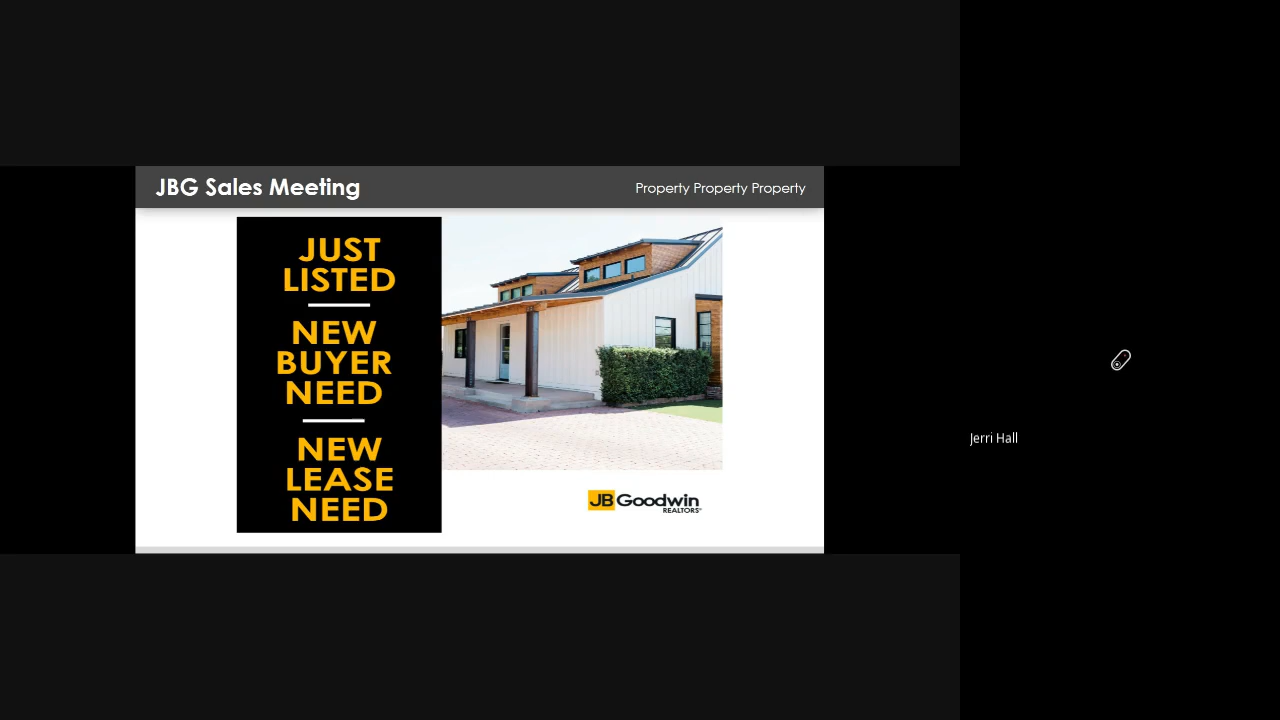 JBG Sales Meeting
Property Property Property
JUST
LISTED
NEW
BUYER
NEED
NEW
LEASE
NEED
JB Goodwin
REALTORS®
Jerri Hall